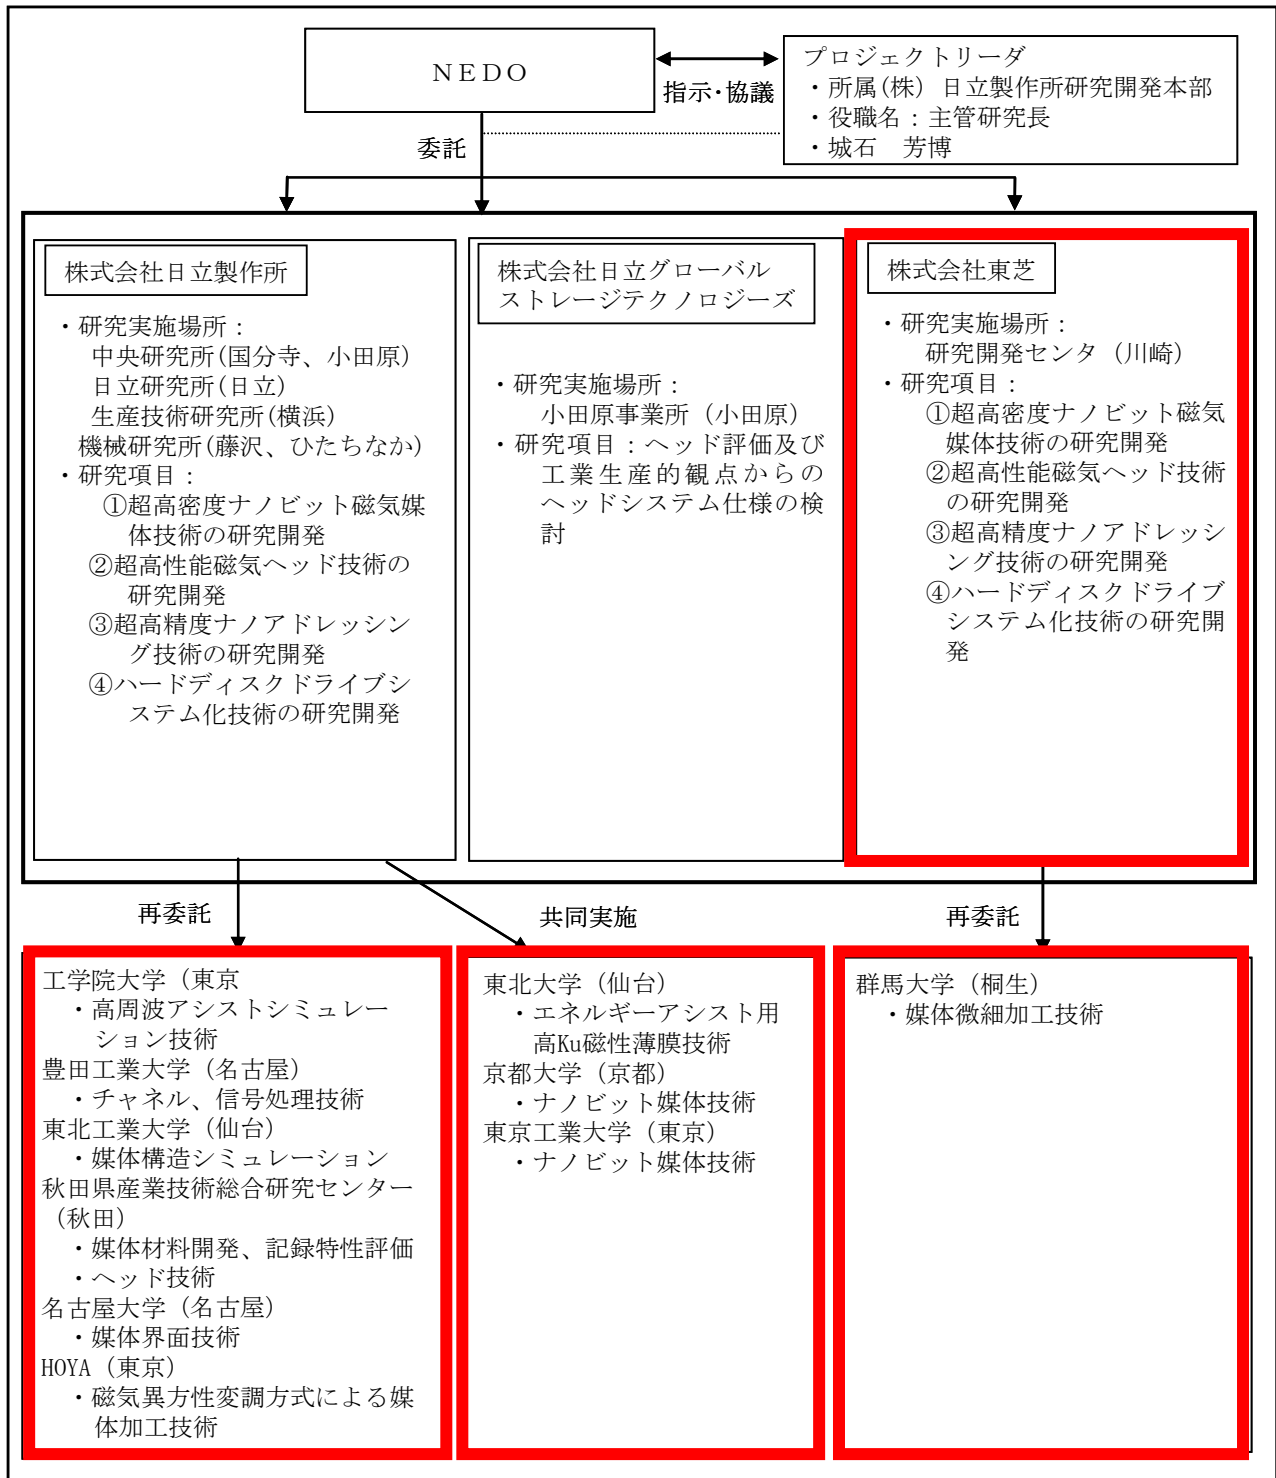 ＮＥＤＯ
指示・協議
プロジェクトリーダ
・所属(株) 日立製作所研究開発本部
・役職名：主管研究長
・城石　芳博
委託
株式会社日立製作所
・研究実施場所：
中央研究所(国分寺、小田原)
日立研究所(日立)
生産技術研究所(横浜)
機械研究所(藤沢、ひたちなか)
・研究項目：
①超高密度ナノビット磁気媒
体技術の研究開発
②超高性能磁気ヘッド技術の
研究開発
③超高精度ナノアドレッシン
グ技術の研究開発
④ハードディスクドライブシ
ステム化技術の研究開発
株式会社日立グローバル
ストレージテクノロジーズ
・研究実施場所：
小田原事業所（小田原）
・研究項目：ヘッド評価及び
工業生産的観点からの
ヘッドシステム仕様の検
討
株式会社東芝
・研究実施場所：
研究開発センタ（川崎）
・研究項目：
①超高密度ナノビット磁気
媒体技術の研究開発
②超高性能磁気ヘッド技術
の研究開発
③超高精度ナノアドレッシ
ング技術の研究開発
④ハードディスクドライブ
システム化技術の研究開
発
再委託
共同実施
再委託
工学院大学（東京
・高周波アシストシミュレー
ション技術
豊田工業大学（名古屋）
・チャネル、信号処理技術
東北工業大学（仙台）
・媒体構造シミュレーション
秋田県産業技術総合研究センター
（秋田）
・媒体材料開発、記録特性評価
・ヘッド技術
名古屋大学（名古屋）
・媒体界面技術
HOYA（東京）
・磁気異方性変調方式による媒
体加工技術
東北大学（仙台）
・エネルギーアシスト用
高Ku磁性薄膜技術
京都大学（京都）
・ナノビット媒体技術
東京工業大学（東京）
・ナノビット媒体技術
群馬大学（桐生）
・媒体微細加工技術